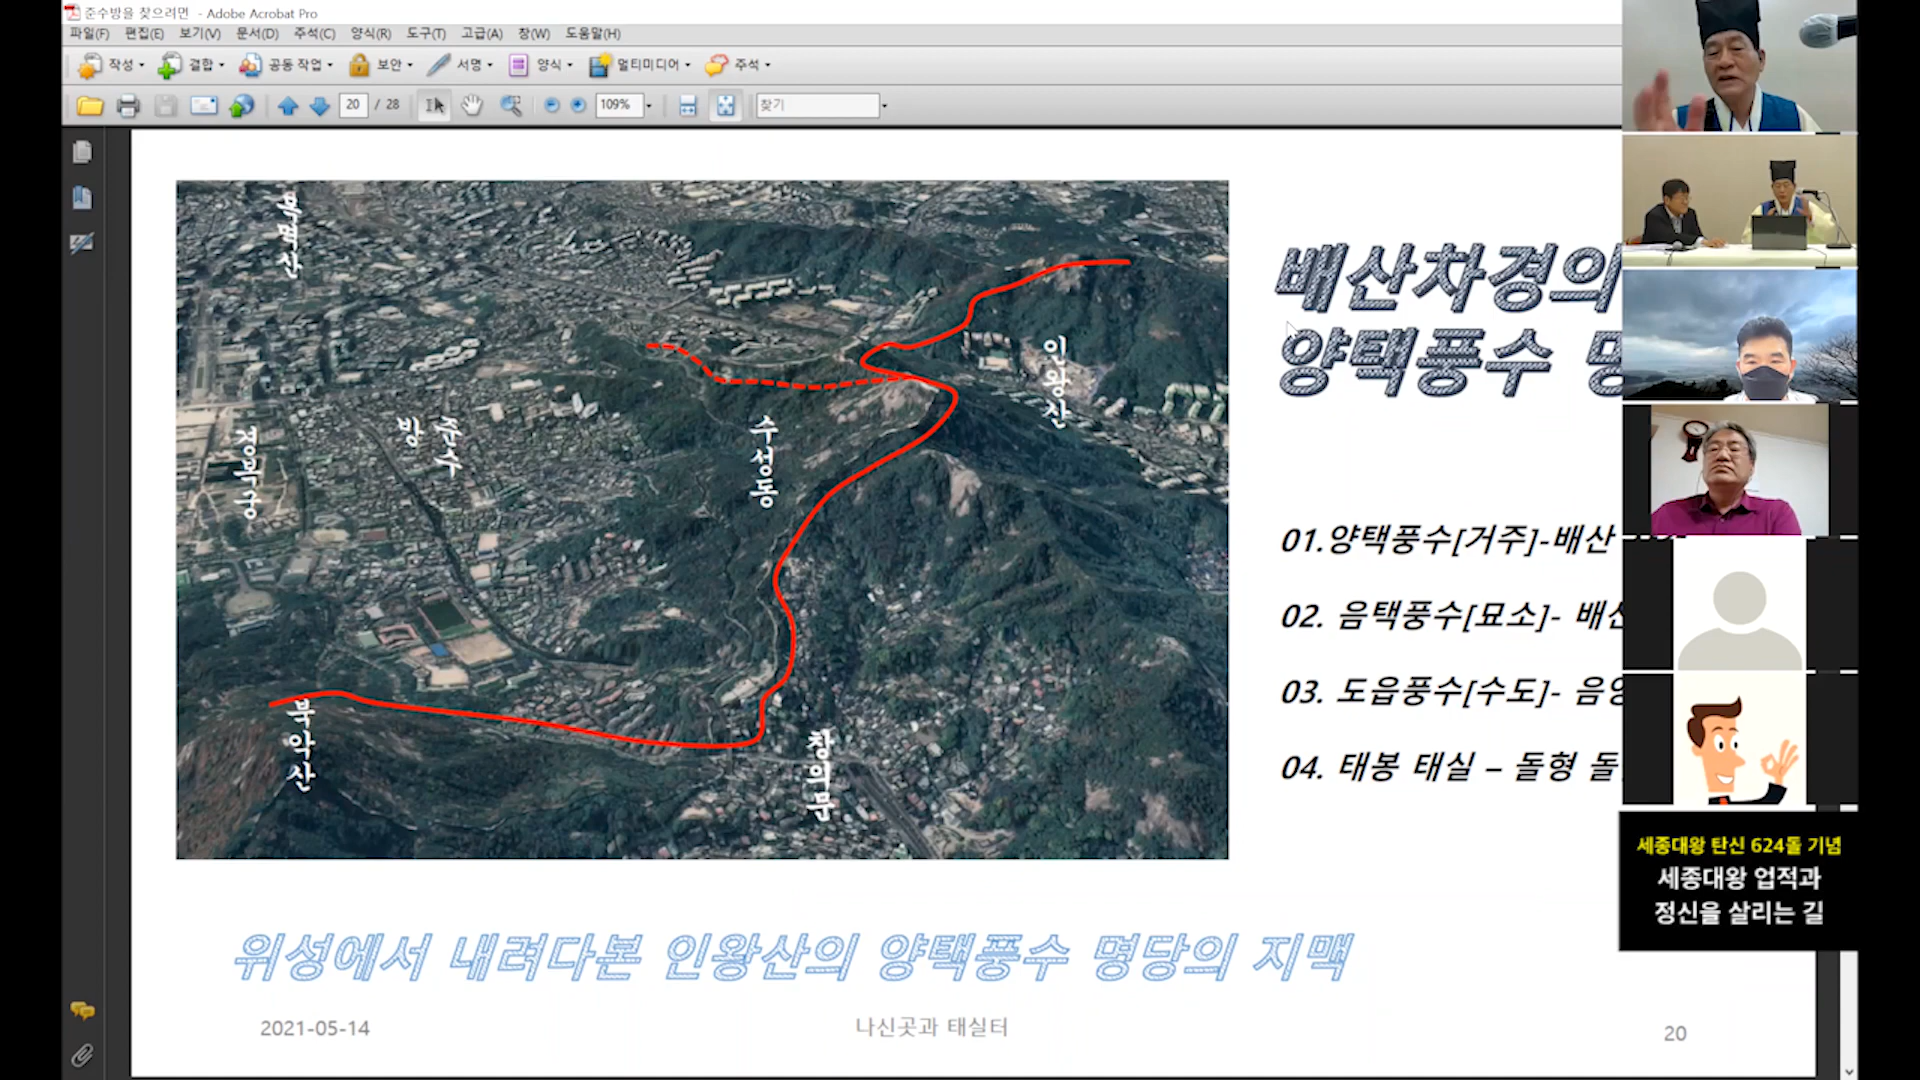 준수방을 찾으려면 - Adobe Acrobat Pro
파일(F) 편집(E) 보기(V) 문서(D) 주석(C) 양식(R) 도구(T) 고급(A) 창(W) 도움말(H)
작성 결합 공동 작업 보안 서명 양식 멀티미디어 주석
20 / 28 109% 찾기
인왕산
준수방
수성동
경복궁
북악산
창의문
배산차경의
양택풍수
01.양택풍수[거주]-배산
02. 음택풍수[묘소]-
03. 도읍풍수[수도]-
04. 태봉 태실 – 돌형
위성에서 내려다본 인왕산의 양택풍수 명당의 지맥
2021-05-14
나신곳과 태실터
20
세종대왕 탄신 624돌 기념
세종대왕 업적과
정신을 살리는 길